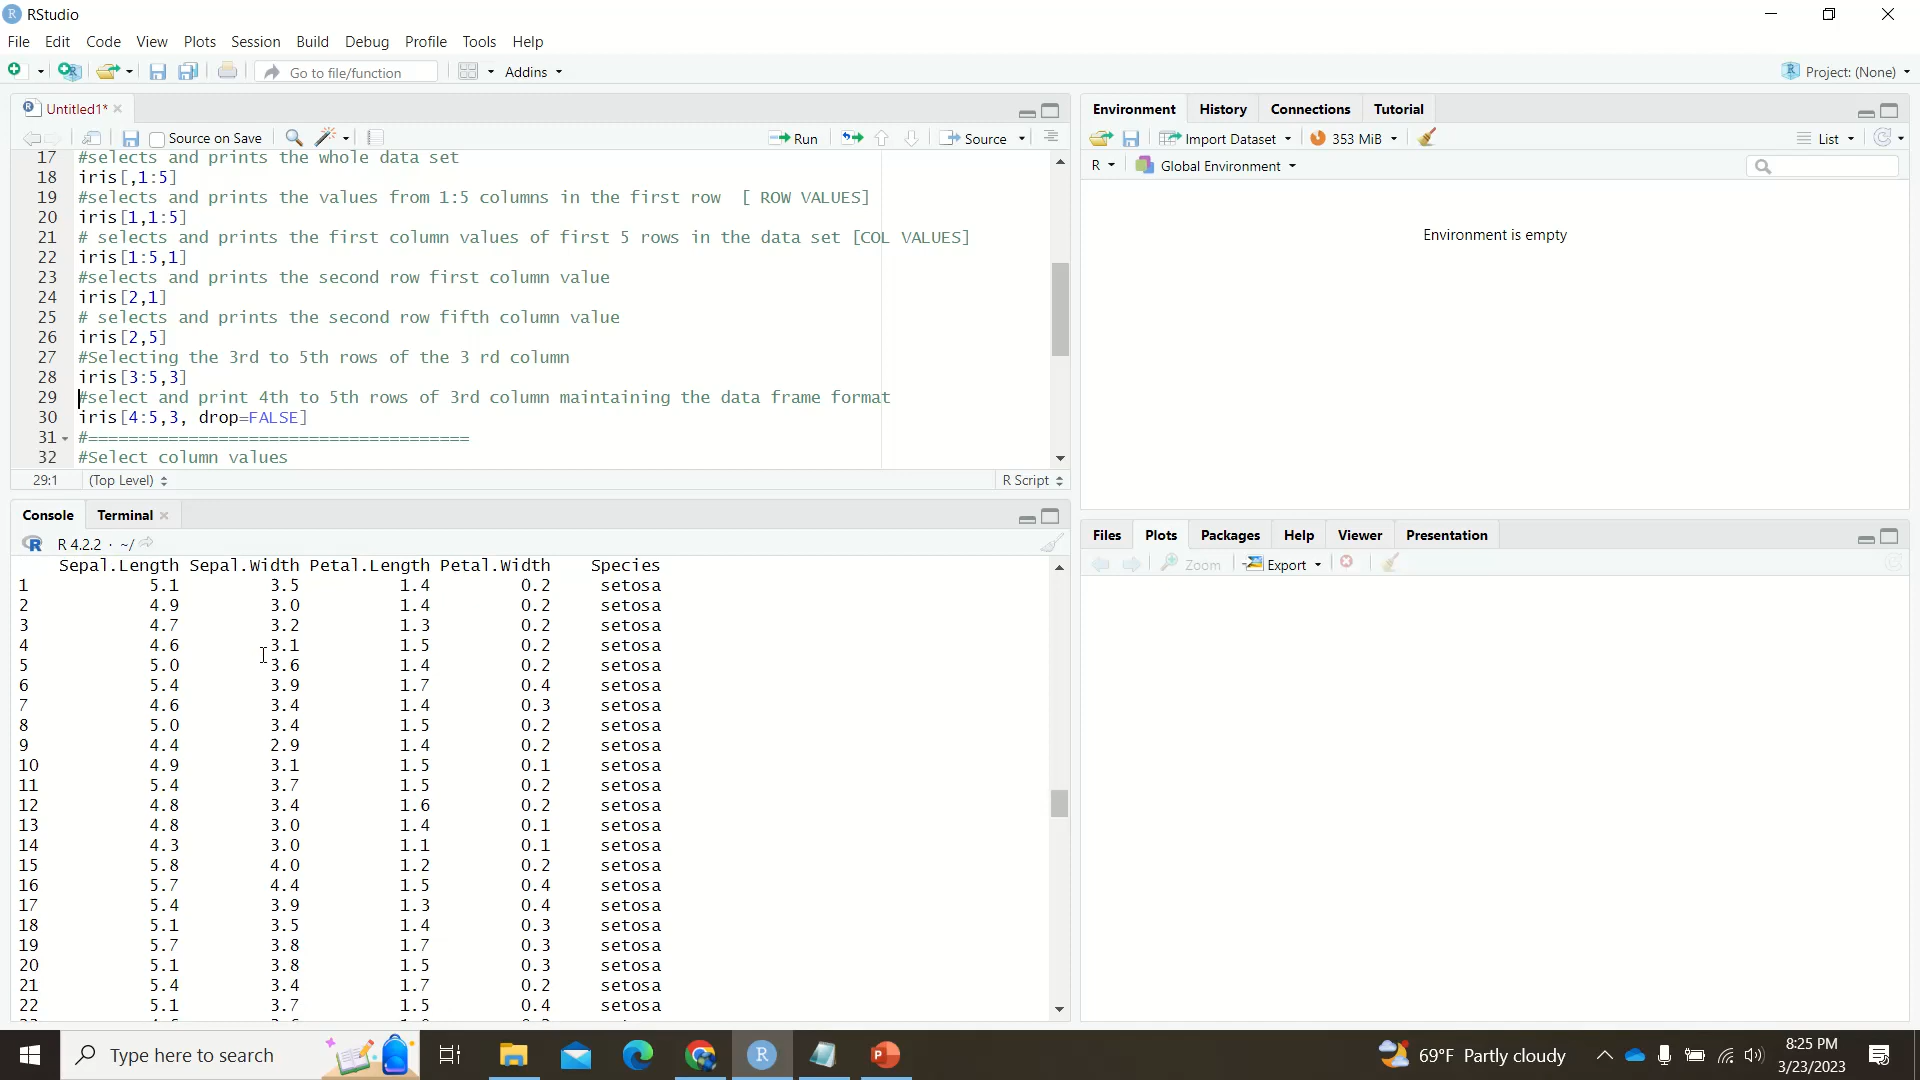 RStudio
File Edit Code View Plots Session Build Debug Profile Tools Help
Go to file/function Addins Project: (None)
Untitled1*
Source on Save Run Source
17 #selects and prints the whole data set
18 iris[,1:5]
19 #selects and prints the values from 1:5 columns in the first row [ ROW VALUES]
20 iris[1,1:5]
21 # selects and prints the first column values of first 5 rows in the data set [COL VALUES]
22 iris[1:5,1]
23 #selects and prints the second row first column value
24 iris[2,1]
25 # selects and prints the second row fifth column value
26 iris[2,5]
27 #Selecting the 3rd to 5th rows of the 3 rd column
28 iris[3:5,3]
29 #select and print 4th to 5th rows of 3rd column maintaining the data frame format
30 iris[4:5,3, drop=FALSE]
31 #======================================
32 #Select column values
29:1 (Top Level) R Script
Console Terminal
R 4.2.2 · ~/
Sepal.Length Sepal.Width Petal.Length Petal.Width Species
1 5.1 3.5 1.4 0.2 setosa
2 4.9 3.0 1.4 0.2 setosa
3 4.7 3.2 1.3 0.2 setosa
4 4.6 3.1 1.5 0.2 setosa
5 5.0 3.6 1.4 0.2 setosa
6 5.4 3.9 1.7 0.4 setosa
7 4.6 3.4 1.4 0.3 setosa
8 5.0 3.4 1.5 0.2 setosa
9 4.4 2.9 1.4 0.2 setosa
10 4.9 3.1 1.5 0.1 setosa
11 5.4 3.7 1.5 0.2 setosa
12 4.8 3.4 1.6 0.2 setosa
13 4.8 3.0 1.4 0.1 setosa
14 4.3 3.0 1.1 0.1 setosa
15 5.8 4.0 1.2 0.2 setosa
16 5.7 4.4 1.5 0.4 setosa
17 5.4 3.9 1.3 0.4 setosa
18 5.1 3.5 1.4 0.3 setosa
19 5.7 3.8 1.7 0.3 setosa
20 5.1 3.8 1.5 0.3 setosa
21 5.4 3.4 1.7 0.2 setosa
22 5.1 3.7 1.5 0.4 setosa
Environment History Connections Tutorial
Import Dataset 353 MiB List
R Global Environment
Environment is empty
Files Plots Packages Help Viewer Presentation
Zoom Export
Type here to search
69°F Partly cloudy
8:25 PM
3/23/2023